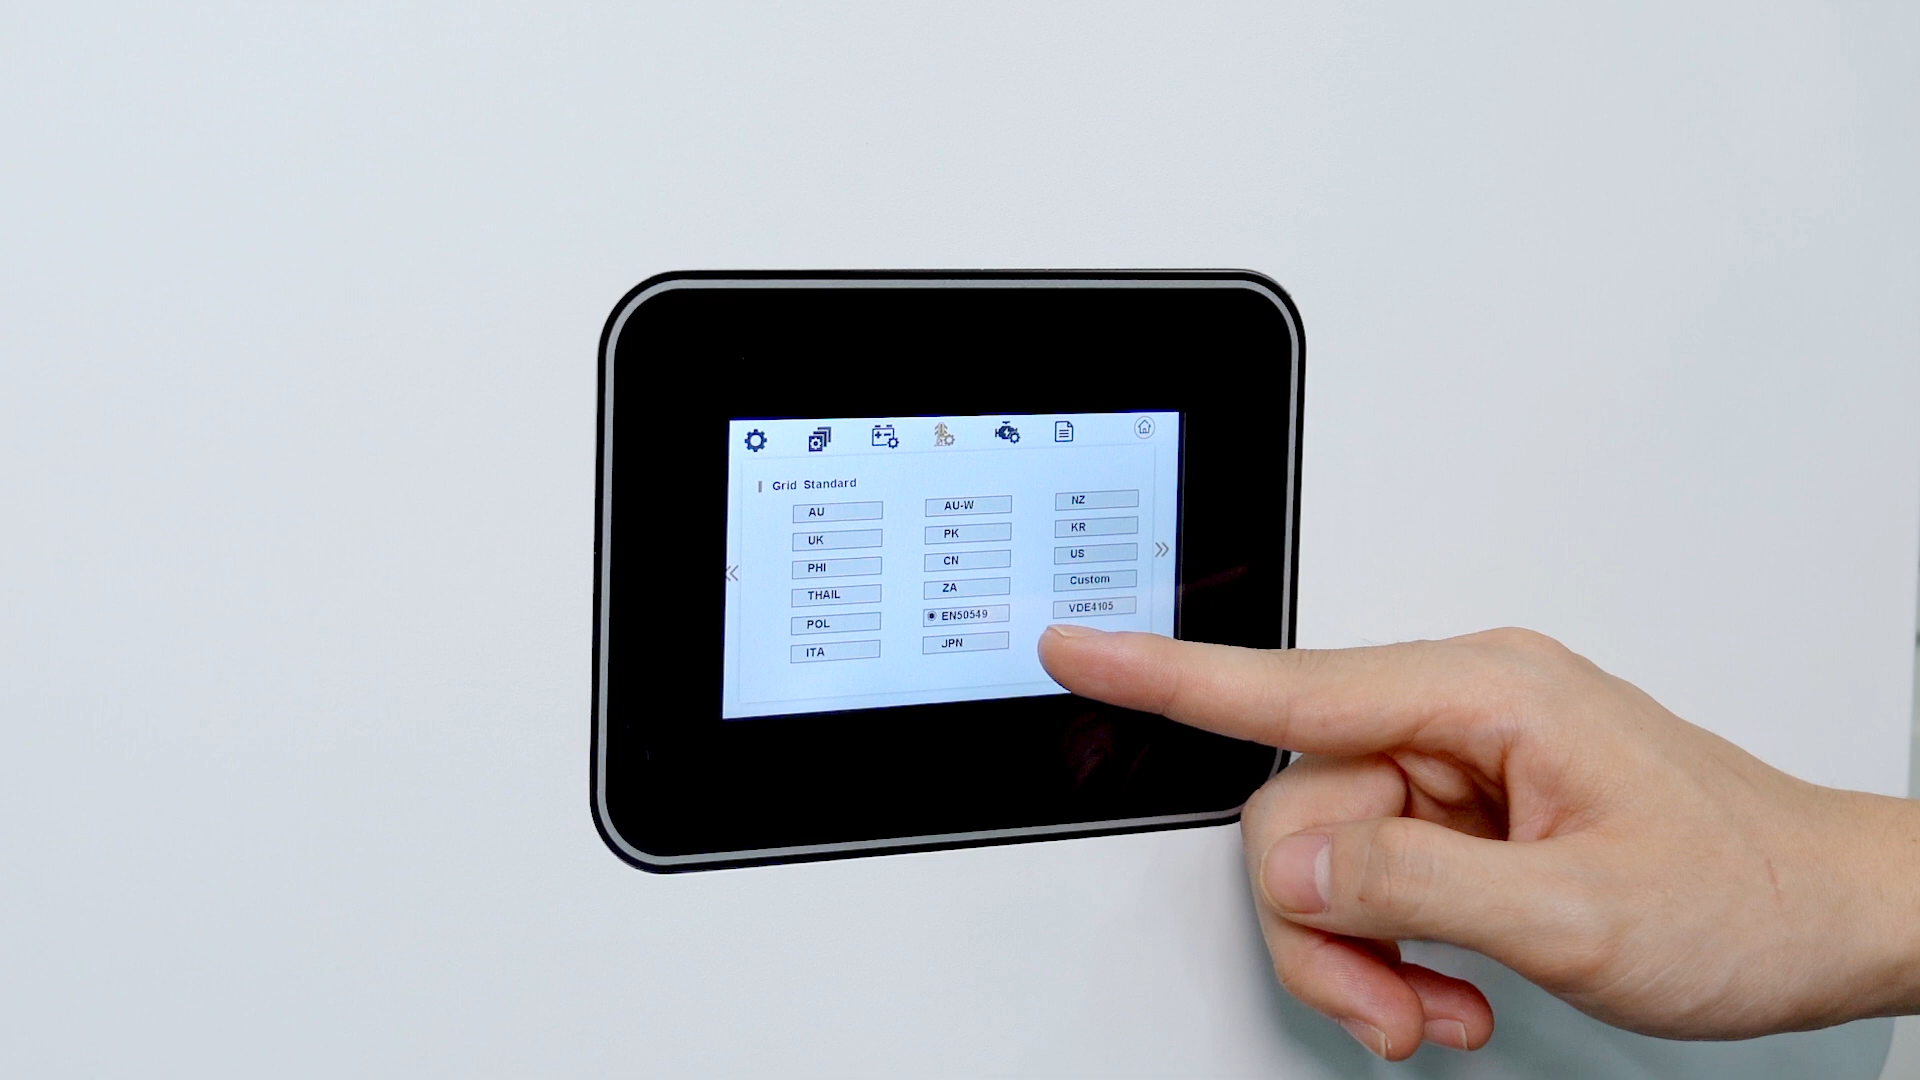 Grid Standard
AU AU-W NZ
UK PK KR
PHI CN US
THAIL ZA Custom
POL EN50549 VDE4105
ITA JPN